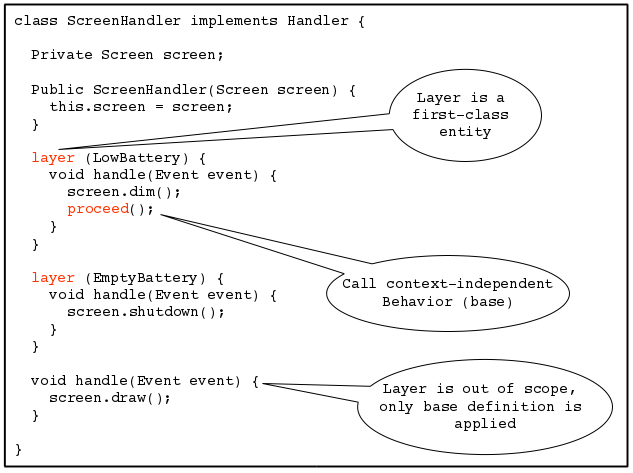 class ScreenHandler implements Handler {
Private Screen screen;
Public ScreenHandler(Screen screen) {
this.screen = screen;
}
Layer is a
first-class
entity
layer (LowBattery) {
void handle(Event event) {
screen.dim();
proceed();
}
}
Call context-independent
Behavior (base)
layer (EmptyBattery) {
void handle(Event event) {
screen.shutdown();
}
}
void handle(Event event) {
screen.draw();
}
Layer is out of scope,
only base definition is
applied
}